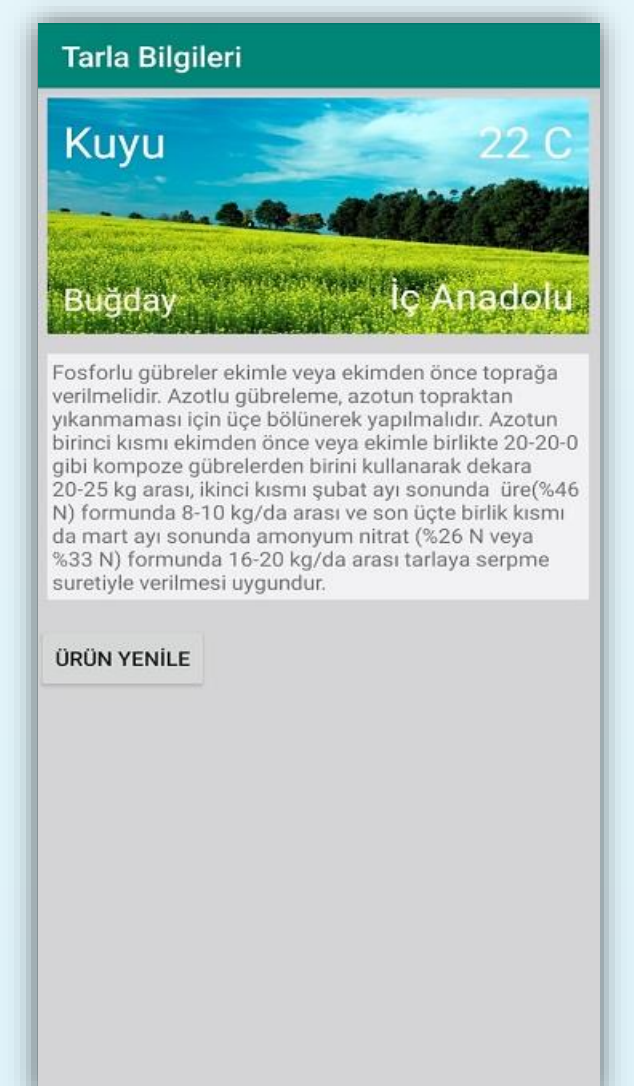 Tarla Bilgileri
Kuyu
22 C
Buğday
İç Anadolu
Fosforlu gübreler ekimle veya ekimden önce toprağa
verilmelidir. Azotlu gübreleme, azotun topraktan
yıkanmaması için üçe bölünerek yapılmalıdır. Azotun
birinci kısmı ekimden önce veya ekimle birlikte 20-20-0
gibi kompoze gübrelerden birini kullanarak dekara
20-25 kg arası, ikinci kısmı şubat ayı sonunda üre(%46
N) formunda 8-10 kg/da arası ve son üçte birlik kısmı
da mart ayı sonunda amonyum nitrat (%26 N veya
%33 N) formunda 16-20 kg/da arası tarlaya serpme
suretiyle verilmesi uygundur.
ÜRÜN YENİLE